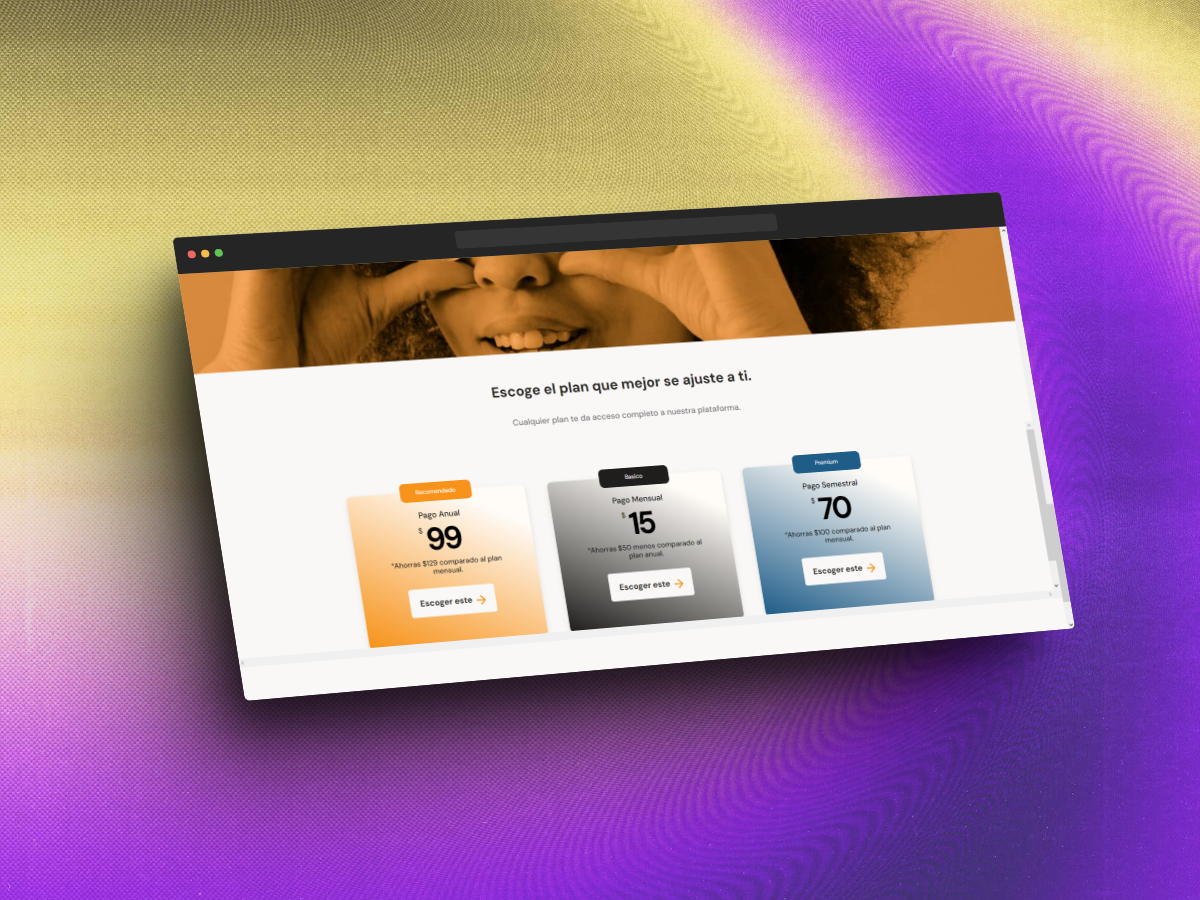 Escoge el plan que mejor se ajuste a ti.
Cualquier plan te da acceso completo a nuestra plataforma.
Recomendado
Pago Anual
$ 99
*Ahorras $129 comparado al plan
mensual.
Escoger este
Basico
Pago Mensual
$ 15
*Ahorras $50 menos comparado al
plan anual.
Escoger este
Premium
Pago Semestral
$ 70
*Ahorras $100 comparado al plan
mensual.
Escoger este